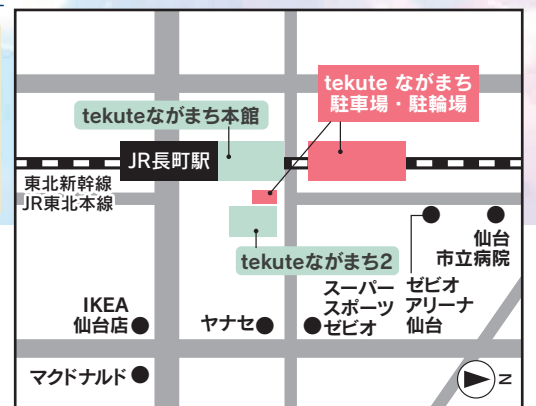 tekute ながまち
駐車場・駐輪場
tekuteながまち本館
JR長町駅
東北新幹線
JR東北本線
仙台
市立病院
tekuteながまち2
スーパー
スポーツ
ゼビオ
ゼビオ
アリーナ
仙台
IKEA
仙台店
ヤナセ
マクドナルド
N